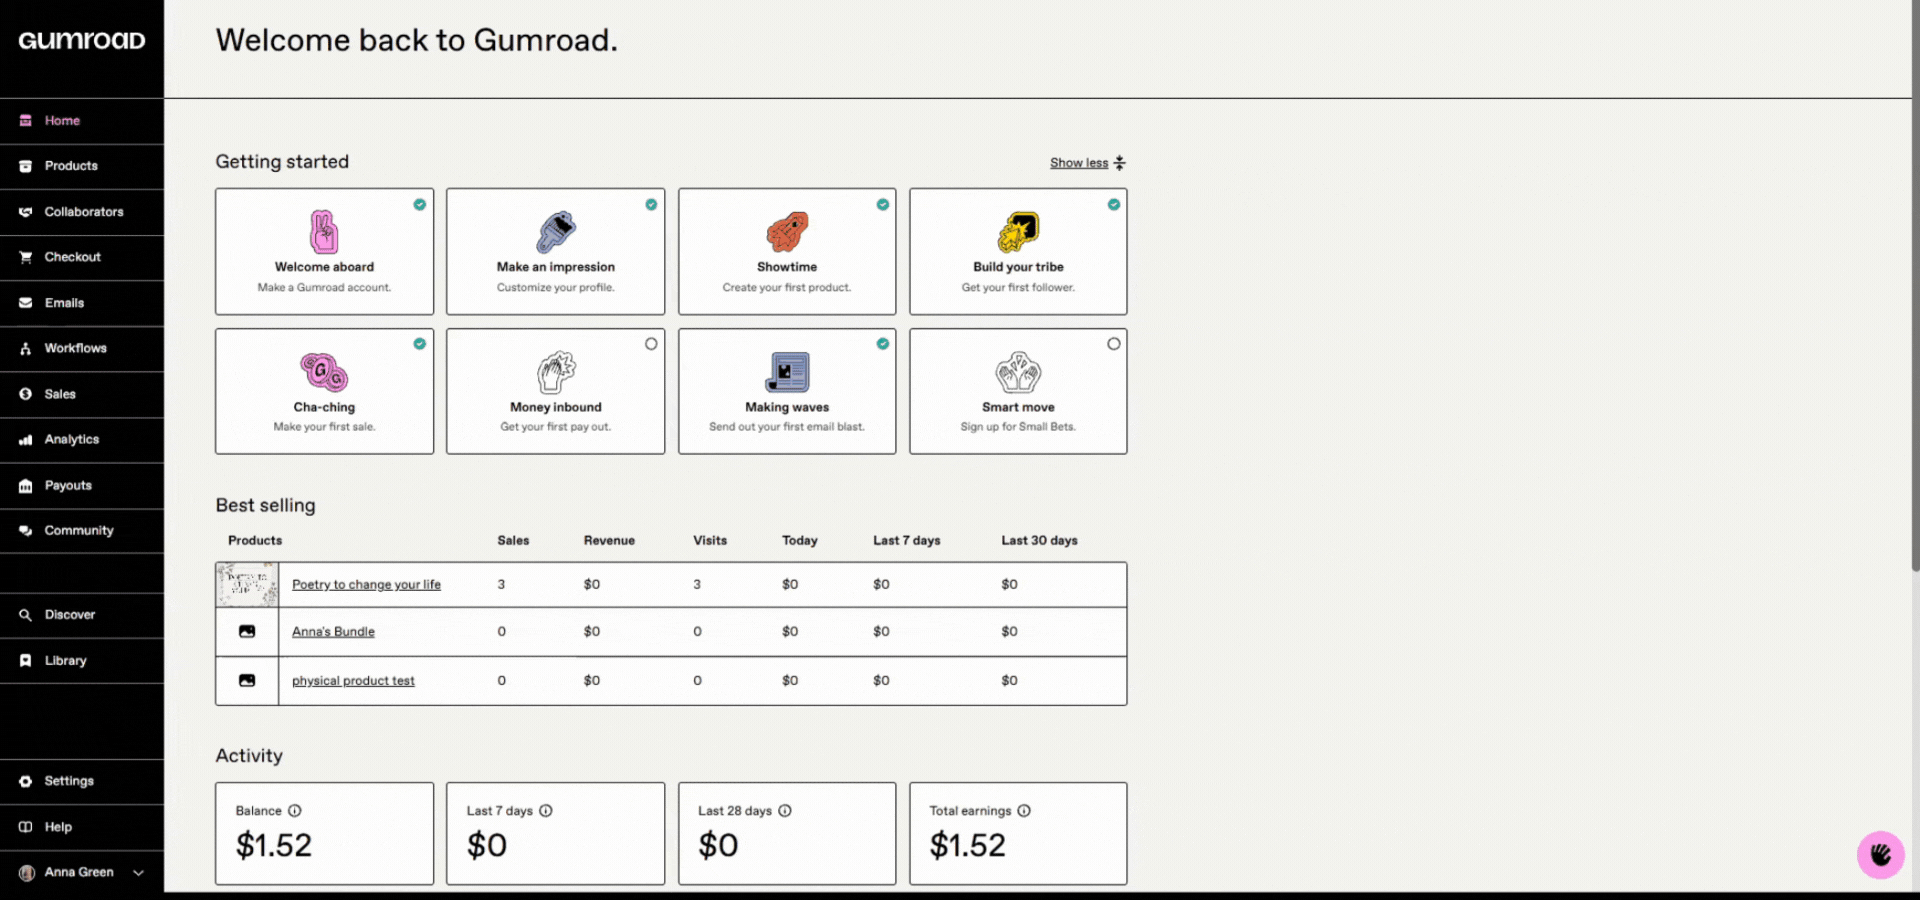 GUMROAD
Home
Products
Collaborators
Checkout
Emails
Workflows
Sales
Analytics
Payouts
Community
Discover
Library
Settings
Help
Anna Green
Welcome back to Gumroad.
Getting started
Show less
Welcome aboard
Make a Gumroad account.
Make an impression
Customize your profile.
Showtime
Create your first product.
Build your tribe
Get your first follower.
G G
Cha-ching
Make your first sale.
Money inbound
Get your first pay out.
Making waves
Send out your first email blast.
Smart move
Sign up for Small Bets.
Best selling
Products Sales Revenue Visits Today Last 7 days Last 30 days
Poetry to change your life 3 $0 3 $0 $0 $0
Anna's Bundle 0 $0 0 $0 $0 $0
physical product test 0 $0 0 $0 $0 $0
Activity
Balance
$1.52
Last 7 days
$0
Last 28 days
$0
Total earnings
$1.52